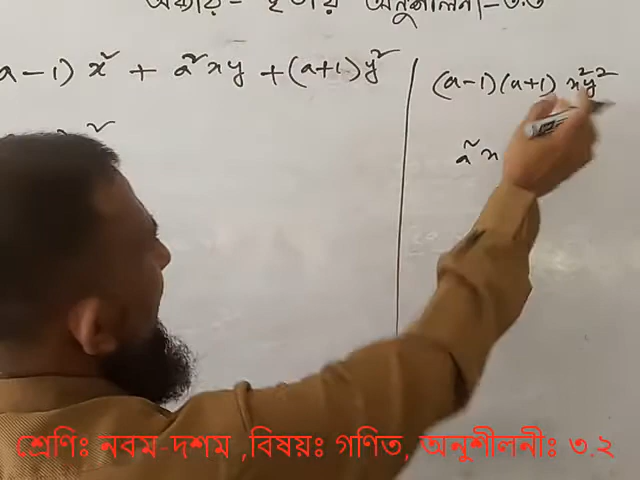 অধ্যায়- তৃতীয় অনুশীলনী-৩.৩
a-1) x² + a²xy + (a+1)y²
(a-1)(a+1) x²y²
a²x
শ্রেণিঃ নবম-দশম ,বিষয়ঃ গণিত, অনুশীলনীঃ ৩.২